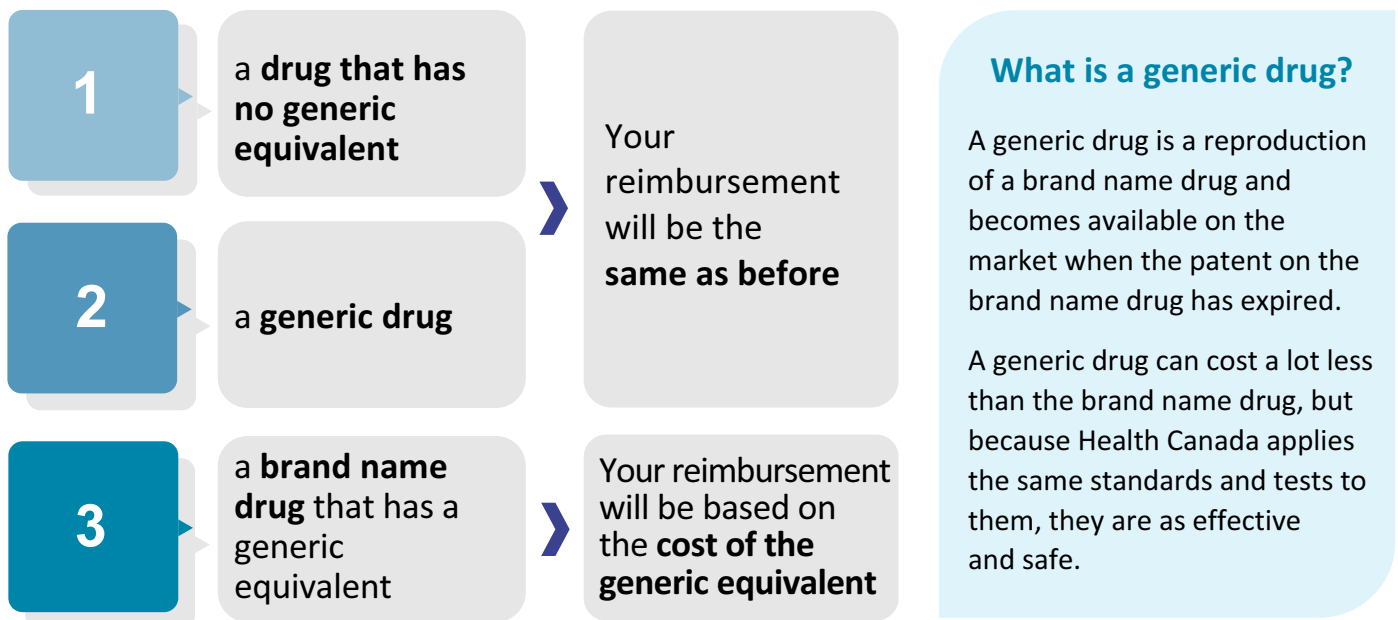 1
a drug that has
no generic
equivalent
2
a generic drug
Your
reimbursement
will be the
same as before
3
a brand name
drug that has a
generic
equivalent
Your reimbursement
will be based on
the cost of the
generic equivalent
What is a generic drug?
A generic drug is a reproduction
of a brand name drug and
becomes available on the
market when the patent on the
brand name drug has expired.
A generic drug can cost a lot less
than the brand name drug, but
because Health Canada applies
the same standards and tests to
them, they are as effective
and safe.